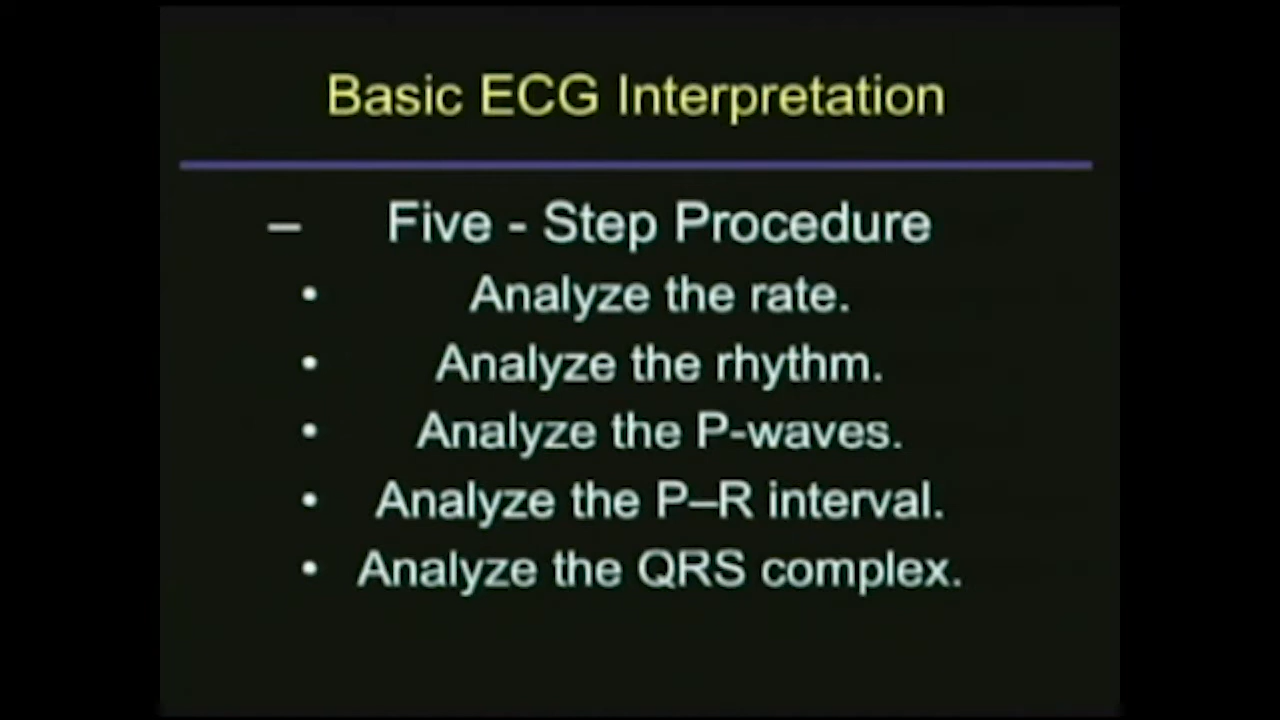 Basic ECG Interpretation
– Five - Step Procedure
• Analyze the rate.
• Analyze the rhythm.
• Analyze the P-waves.
• Analyze the P–R interval.
• Analyze the QRS complex.